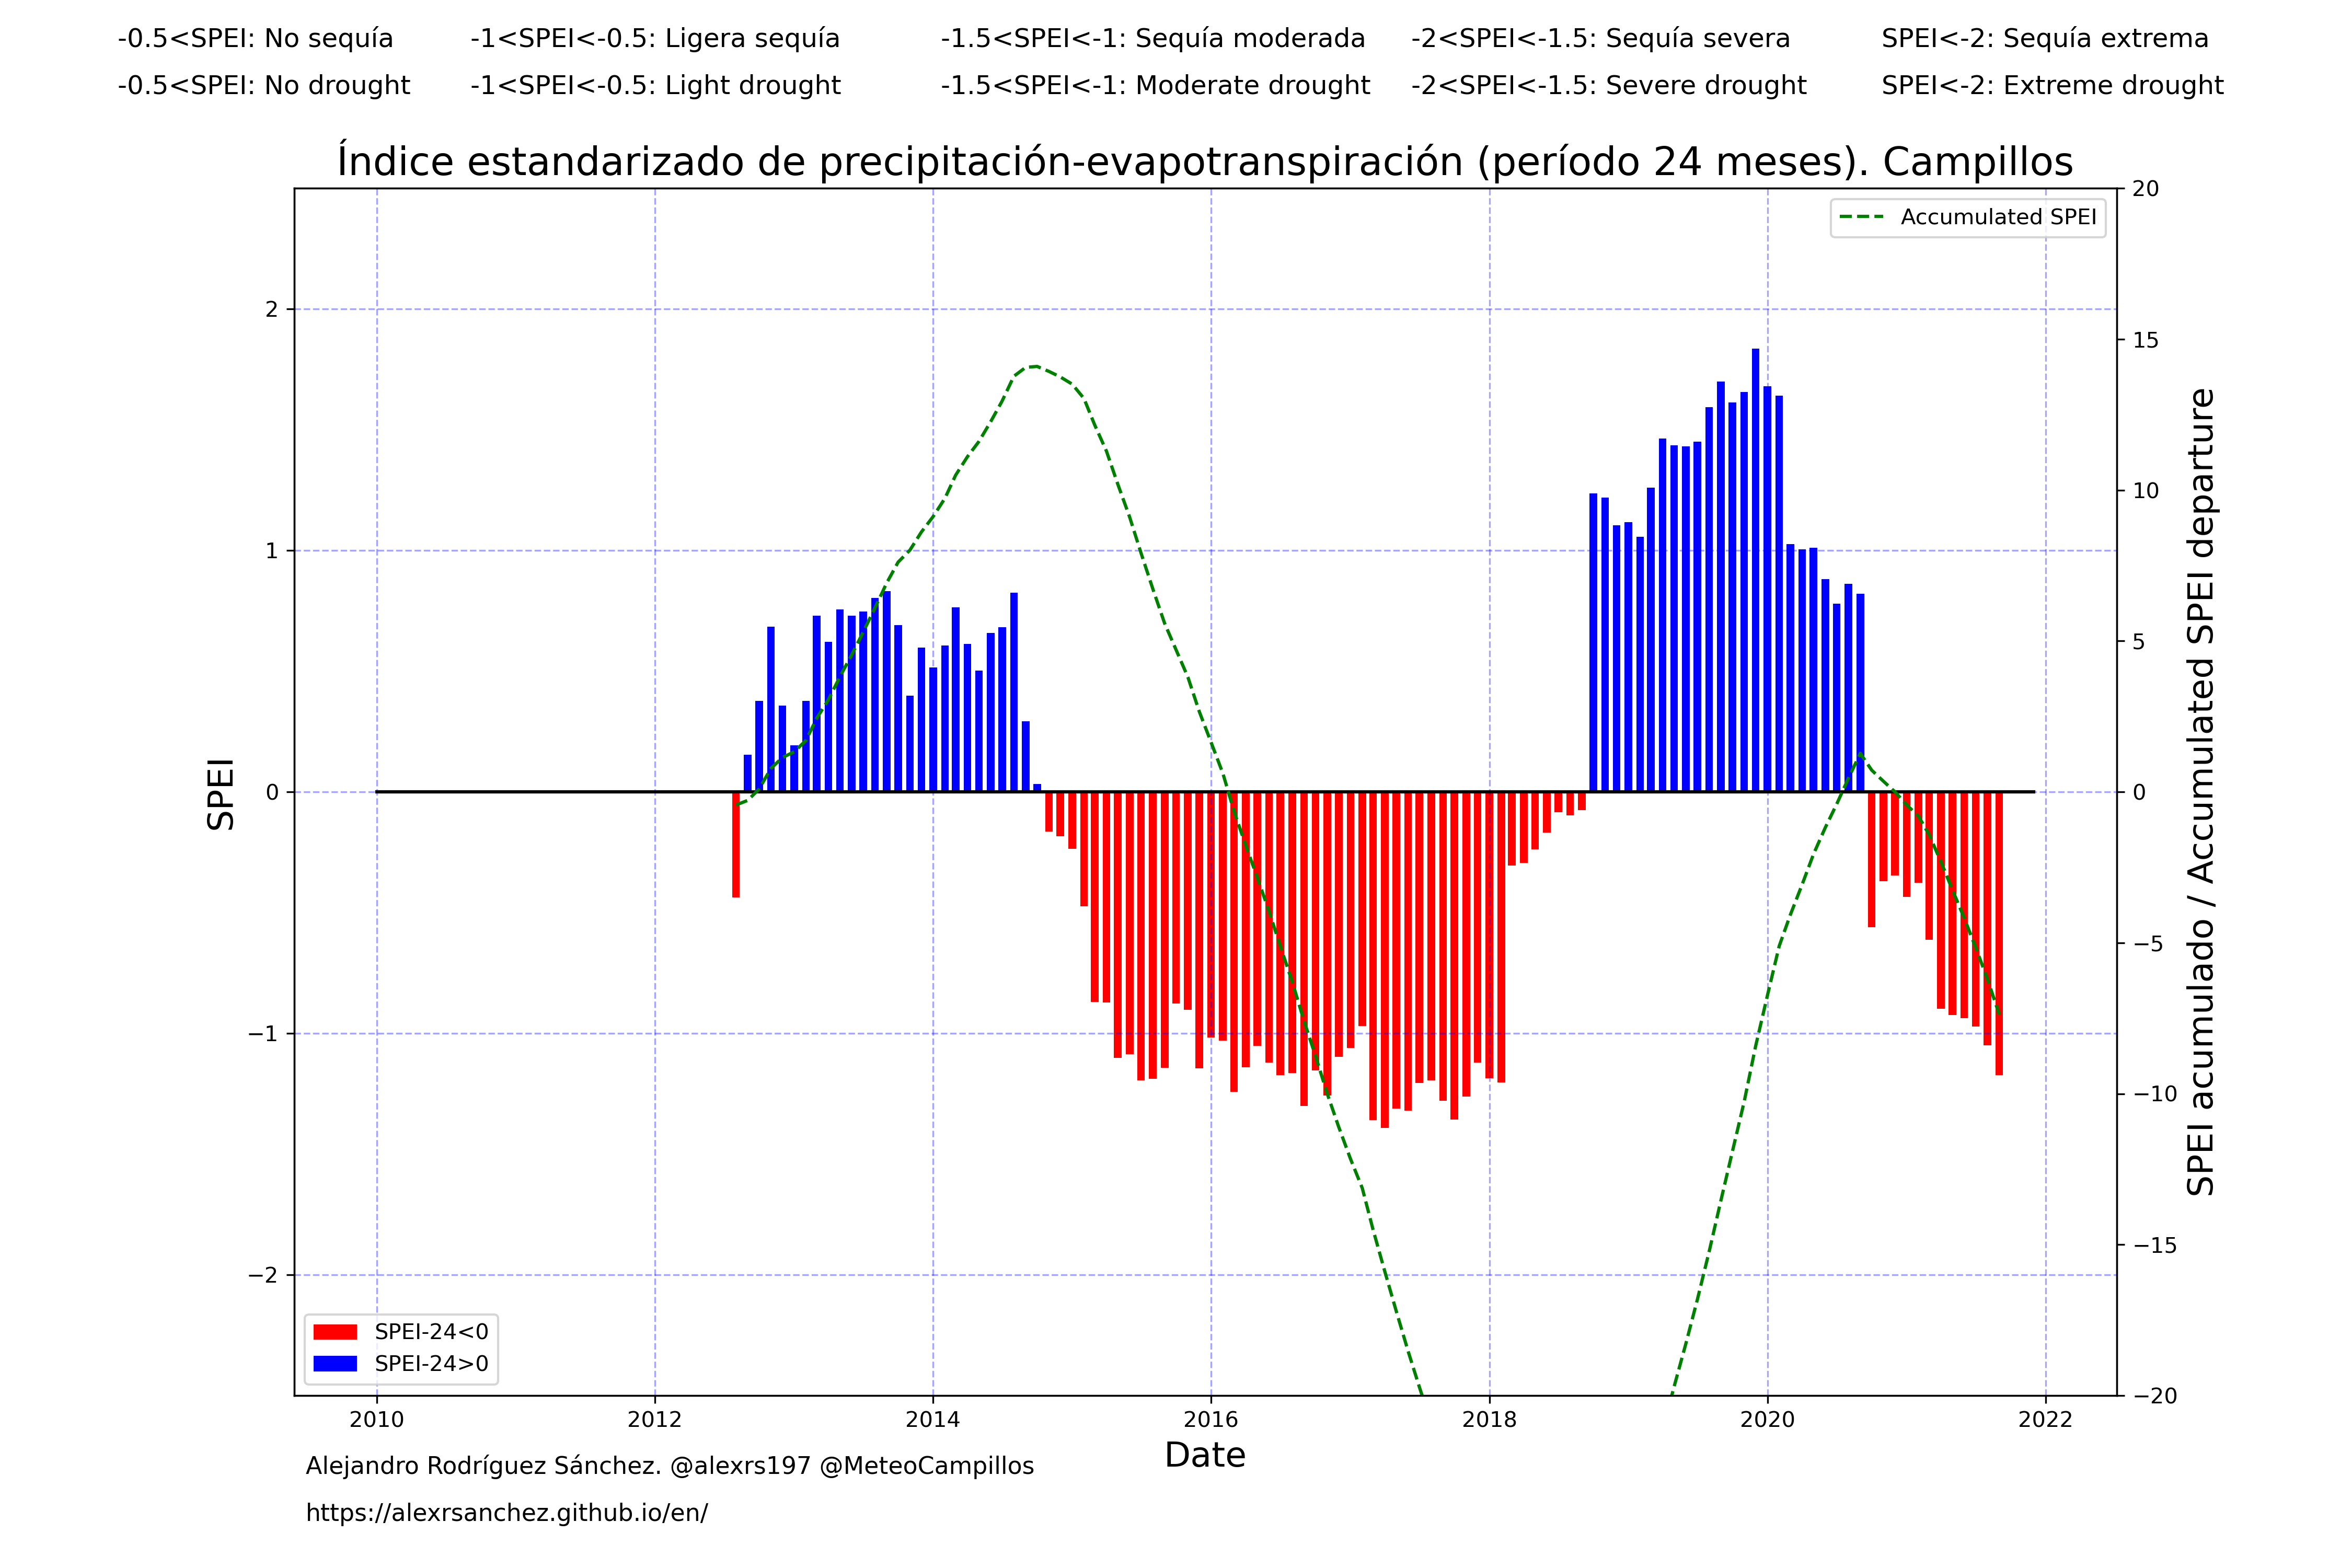 -0.5<SPEI: No sequía -1<SPEI<-0.5: Ligera sequía -1.5<SPEI<-1: Sequía moderada -2<SPEI<-1.5: Sequía severa SPEI<-2: Sequía extrema
-0.5<SPEI: No drought -1<SPEI<-0.5: Light drought -1.5<SPEI<-1: Moderate drought -2<SPEI<-1.5: Severe drought SPEI<-2: Extreme drought
Índice estandarizado de precipitación-evapotranspiración (período 24 meses). Campillos
Accumulated SPEI
SPEI
2
1
0
−1
−2
20
15
10
5
0
−5
−10
−15
−20
SPEI acumulado / Accumulated SPEI departure
SPEI-24<0
SPEI-24>0
2010 2012 2014 2016 2018 2020 2022
Date
Alejandro Rodríguez Sánchez. @alexrs197 @MeteoCampillos
https://alexrsanchez.github.io/en/